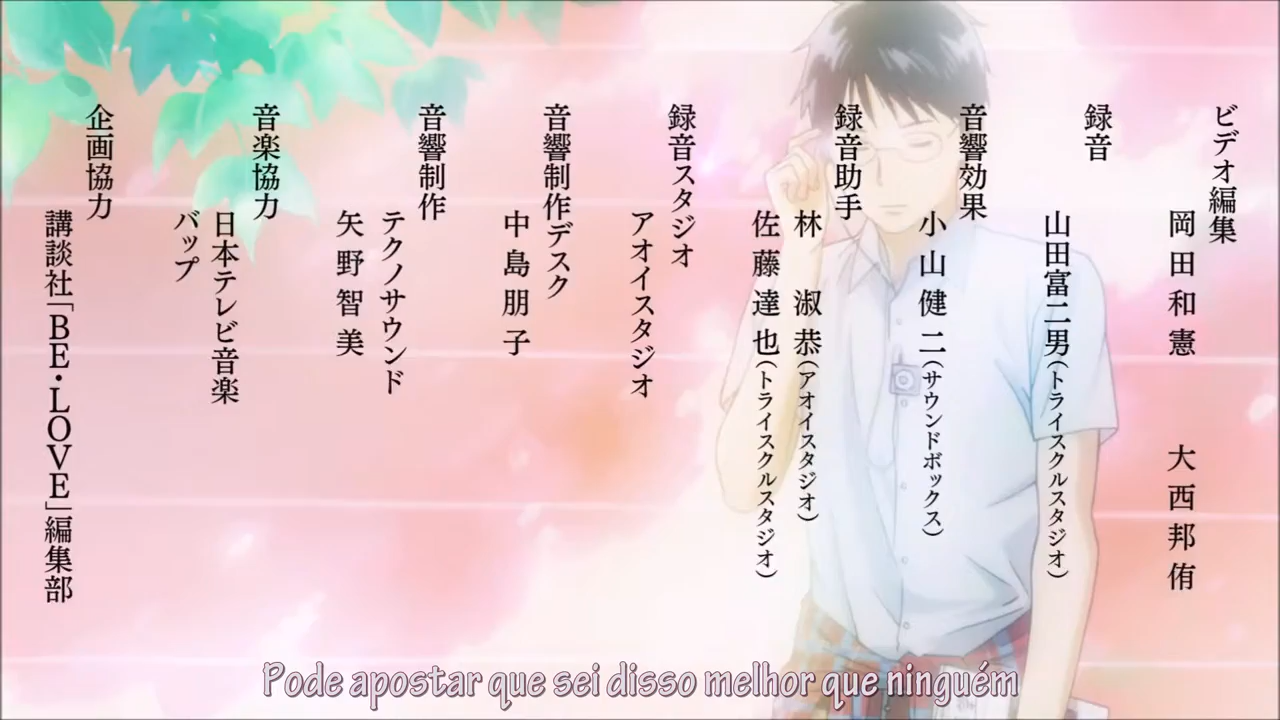 ビデオ編集
岡田和憲　大西邦侑
録音
山田富二男(トライスクルスタジオ)
音響効果
小山健二(サウンドボックス)
録音助手
林　淑恭(アオイスタジオ)
佐藤達也(トライスクルスタジオ)
録音スタジオ
アオイスタジオ
音響制作デスク
中島朋子
音響制作
テクノサウンド
矢野智美
音楽協力
日本テレビ音楽
バップ
企画協力
講談社「BE・LOVE」編集部
Pode apostar que sei disso melhor que ninguém